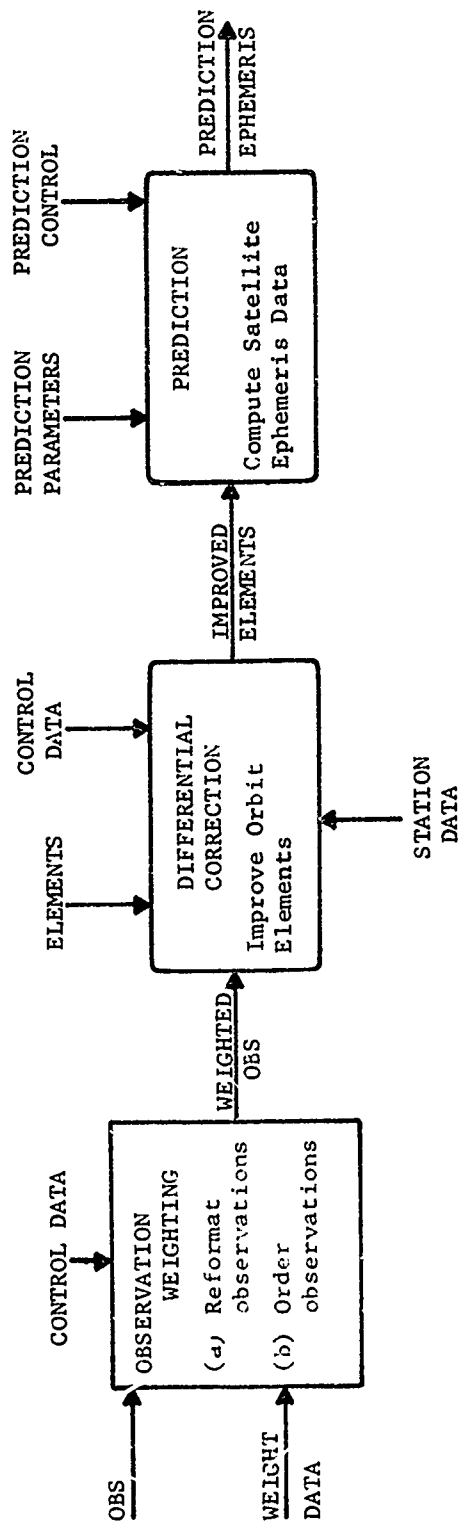 OBS
WEIGHT
DATA
CONTROL DATA
OBSERVATION
WEIGHTING
(a) Reformat
observations
(b) Order
observations
WEIGHTED
OBS
ELEMENTS
CONTROL
DATA
DIFFERENTIAL
CORRECTION
Improve Orbit
Elements
STATION
DATA
IMPROVED
ELEMENTS
PREDICTION
PARAMETERS
PREDICTION
CONTROL
PREDICTION
Compute Satellite
Ephemeris Data
PREDICTION
EPHEMERIS